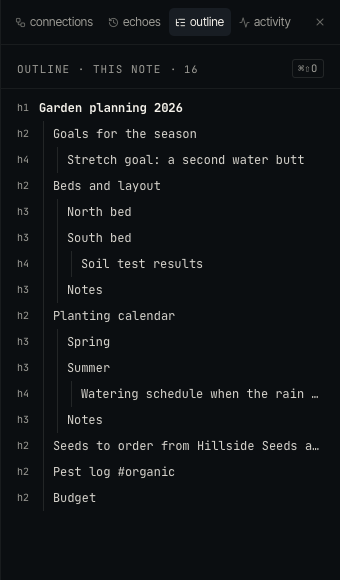 connections echoes outline activity ×
OUTLINE · THIS NOTE · 16 ⌘⇧O
h1 Garden planning 2026
h2 Goals for the season
h4 Stretch goal: a second water butt
h2 Beds and layout
h3 North bed
h3 South bed
h4 Soil test results
h3 Notes
h2 Planting calendar
h3 Spring
h3 Summer
h4 Watering schedule when the rain …
h3 Notes
h2 Seeds to order from Hillside Seeds a…
h2 Pest log #organic
h2 Budget